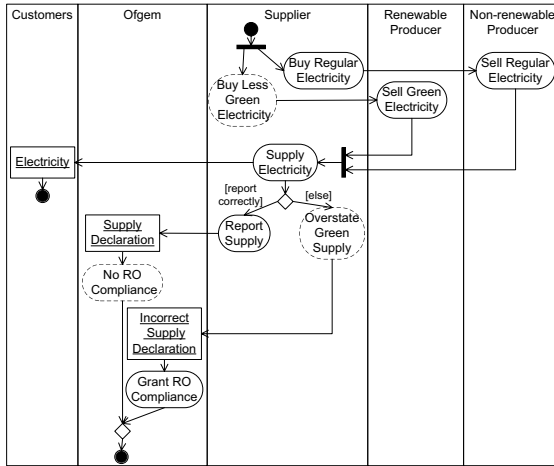 Customers
Ofgem
Supplier
Renewable
Producer
Non-renewable
Producer
Buy Regular
Electricity
Sell Regular
Electricity
Buy Less
Green
Electricity
Sell Green
Electricity
Electricity
Supply
Electricity
[report
correctly]
[else]
Supply
Declaration
Report
Supply
Overstate
Green
Supply
No RO
Compliance
Incorrect
Supply
Declaration
Grant RO
Compliance